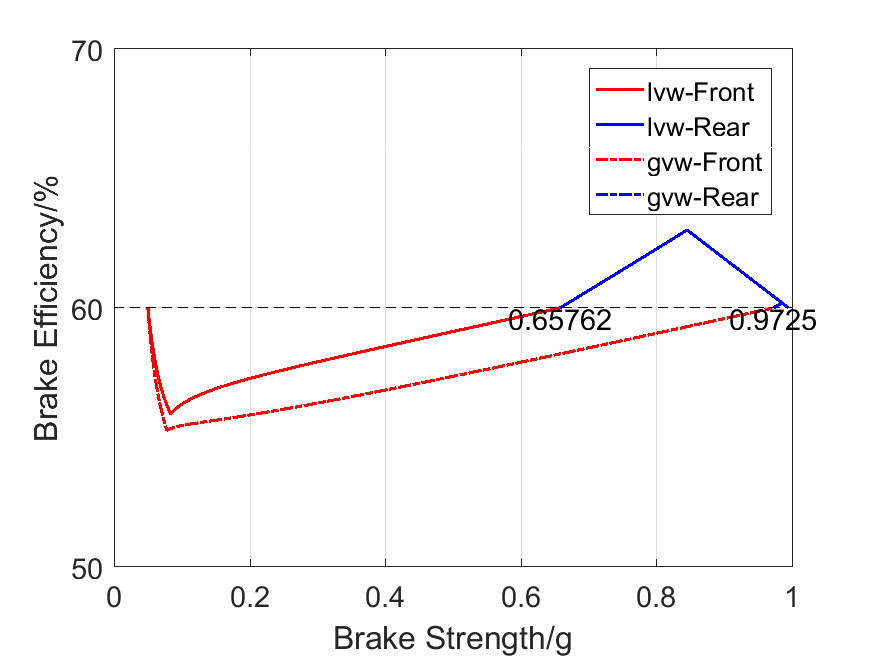 70
lvw-Front
lvw-Rear
gvw-Front
gvw-Rear
Brake Efficiency/%
60
0.65762
0.9725
50
0
0.2
0.4
0.6
0.8
1
Brake Strength/g